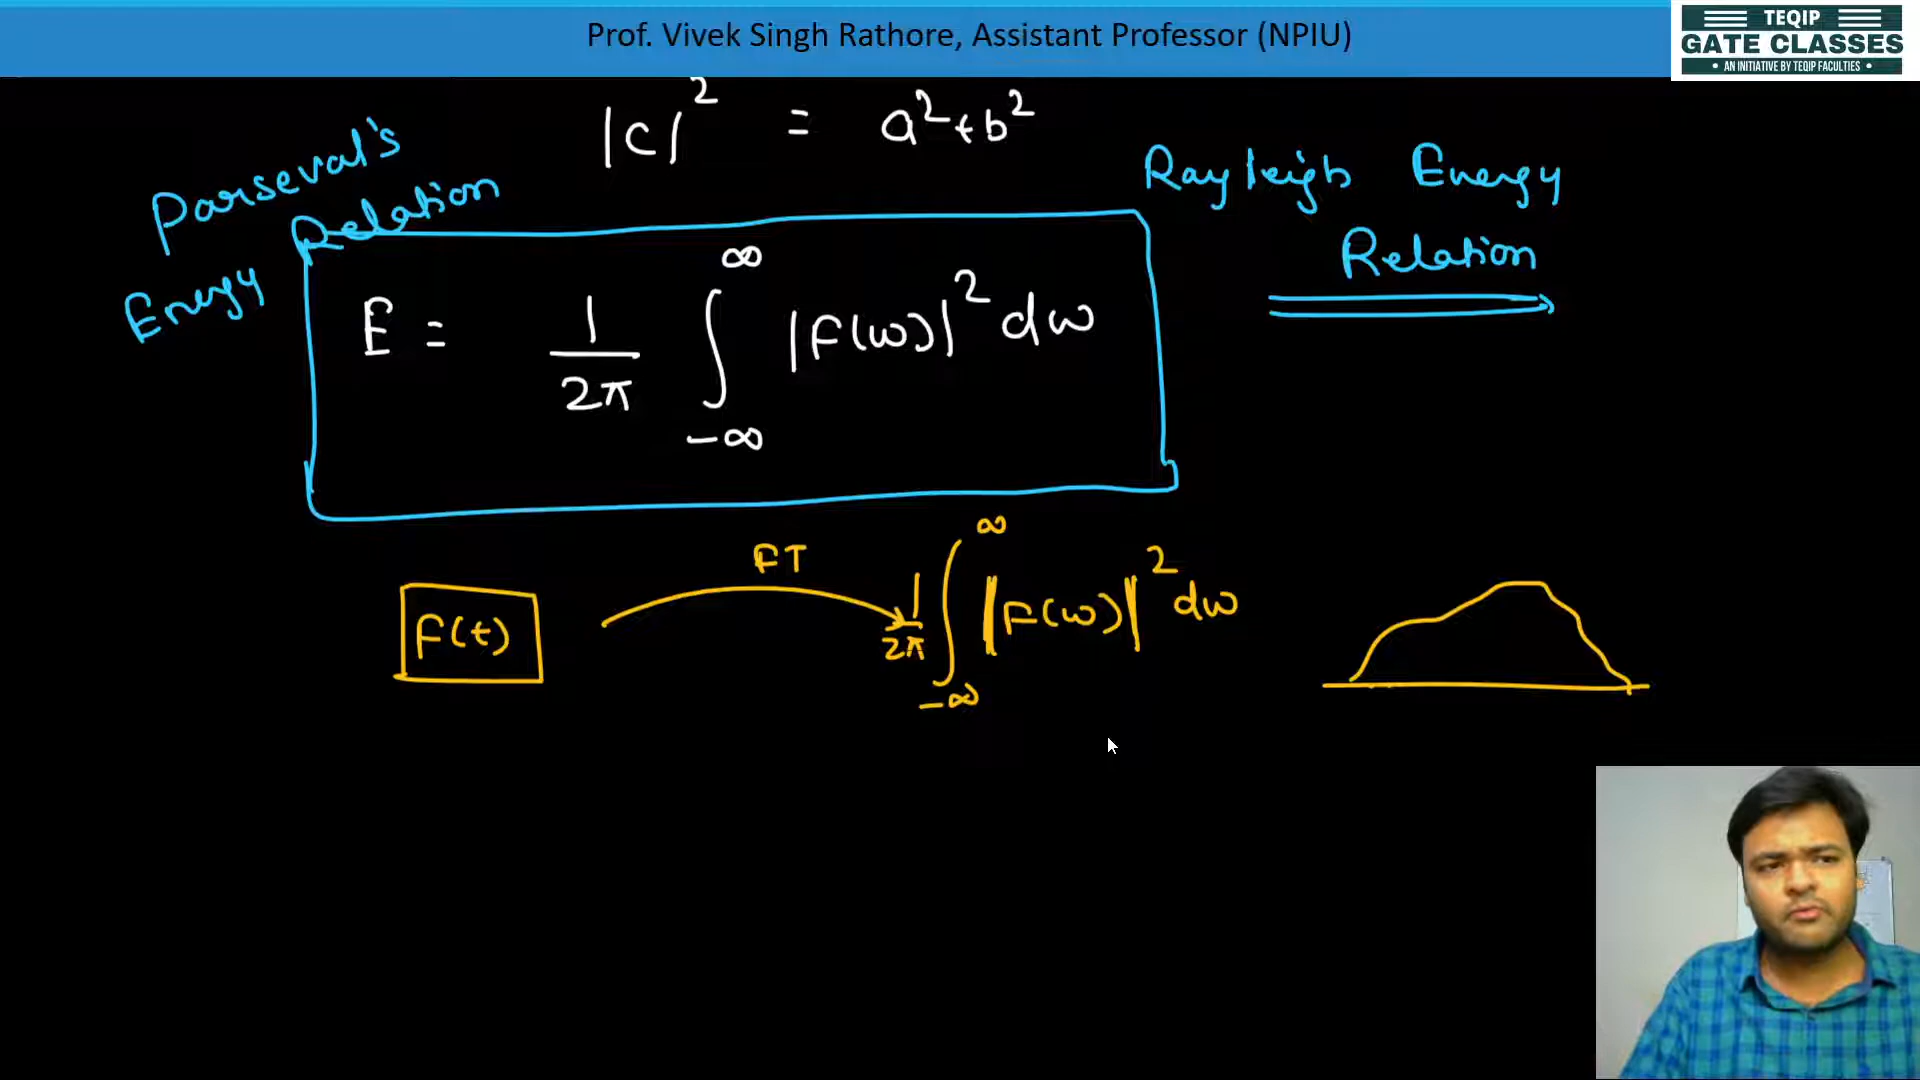 Prof. Vivek Singh Rathore, Assistant Professor (NPIU)
TEQIP
GATE CLASSES
• AN INITIATIVE BY TEQIP FACULTIES •
|c|² = a²+b²
Parseval's
Energy Relation
Rayleigh Energy
Relation
E = 1/2π ∫_{-∞}^{∞} |F(ω)|² dω
f(t)
FT
1/2π ∫_{-∞}^{∞} |F(ω)|² dω